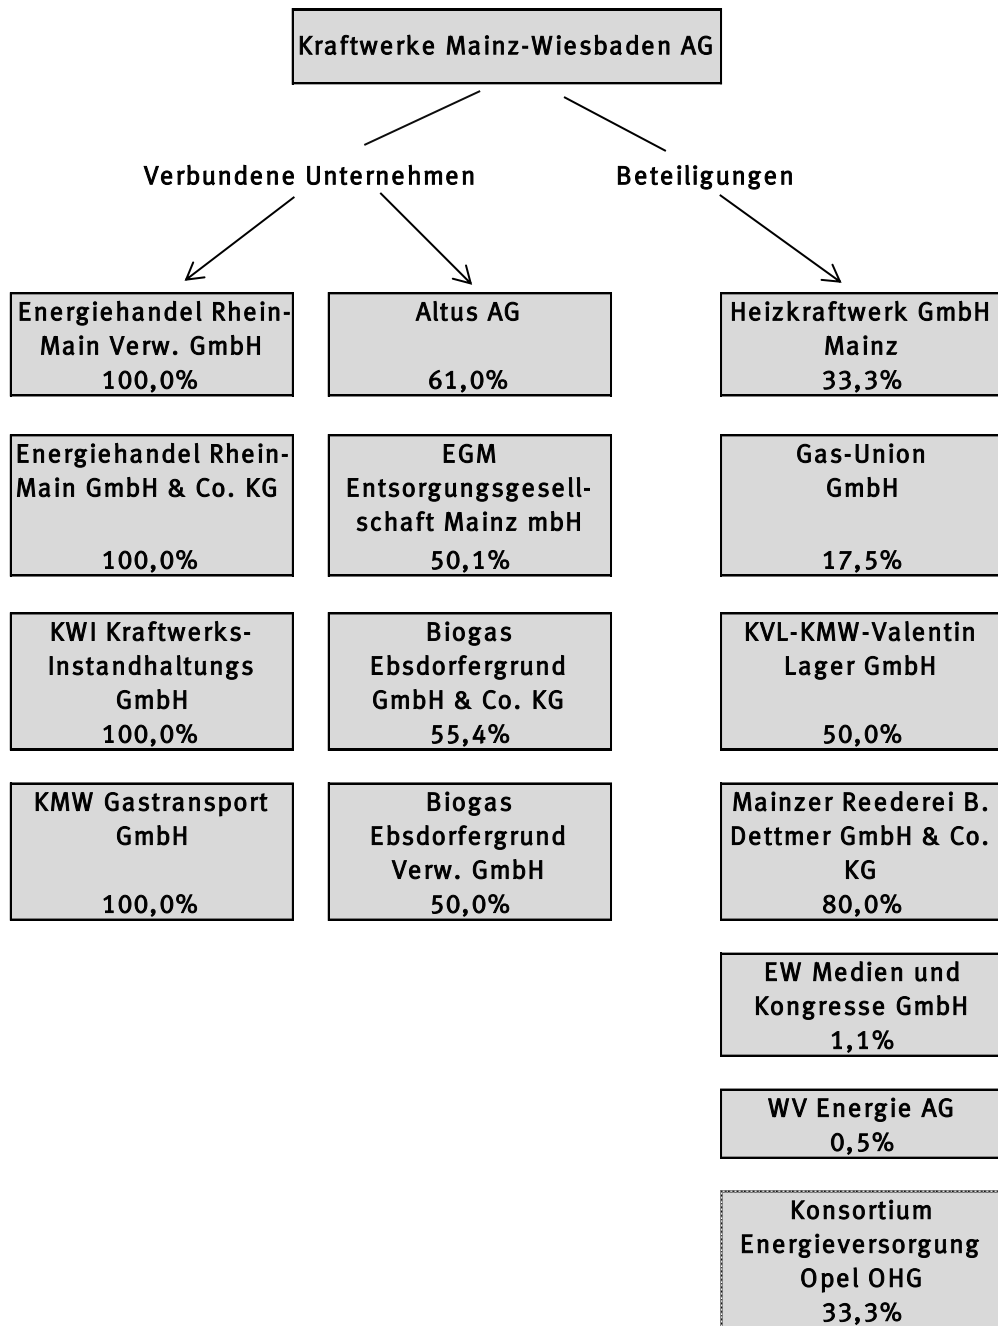 Kraftwerke Mainz-Wiesbaden AG
Verbundene Unternehmen
Beteiligungen
Energiehandel Rhein-
Main Verw. GmbH
100,0%
Altus AG
61,0%
Heizkraftwerk GmbH
Mainz
33,3%
Energiehandel Rhein-
Main GmbH & Co. KG
100,0%
EGM
Entsorgungsgesell-
schaft Mainz mbH
50,1%
Gas-Union
GmbH
17,5%
KWI Kraftwerks-
Instandhaltungs
GmbH
100,0%
Biogas
Ebsdorfergrund
GmbH & Co. KG
55,4%
KVL-KMW-Valentin
Lager GmbH
50,0%
KMW Gastransport
GmbH
100,0%
Biogas
Ebsdorfergrund
Verw. GmbH
50,0%
Mainzer Reederei B.
Dettmer GmbH & Co.
KG
80,0%
EW Medien und
Kongresse GmbH
1,1%
WV Energie AG
0,5%
Konsortium
Energieversorgung
Opel OHG
33,3%